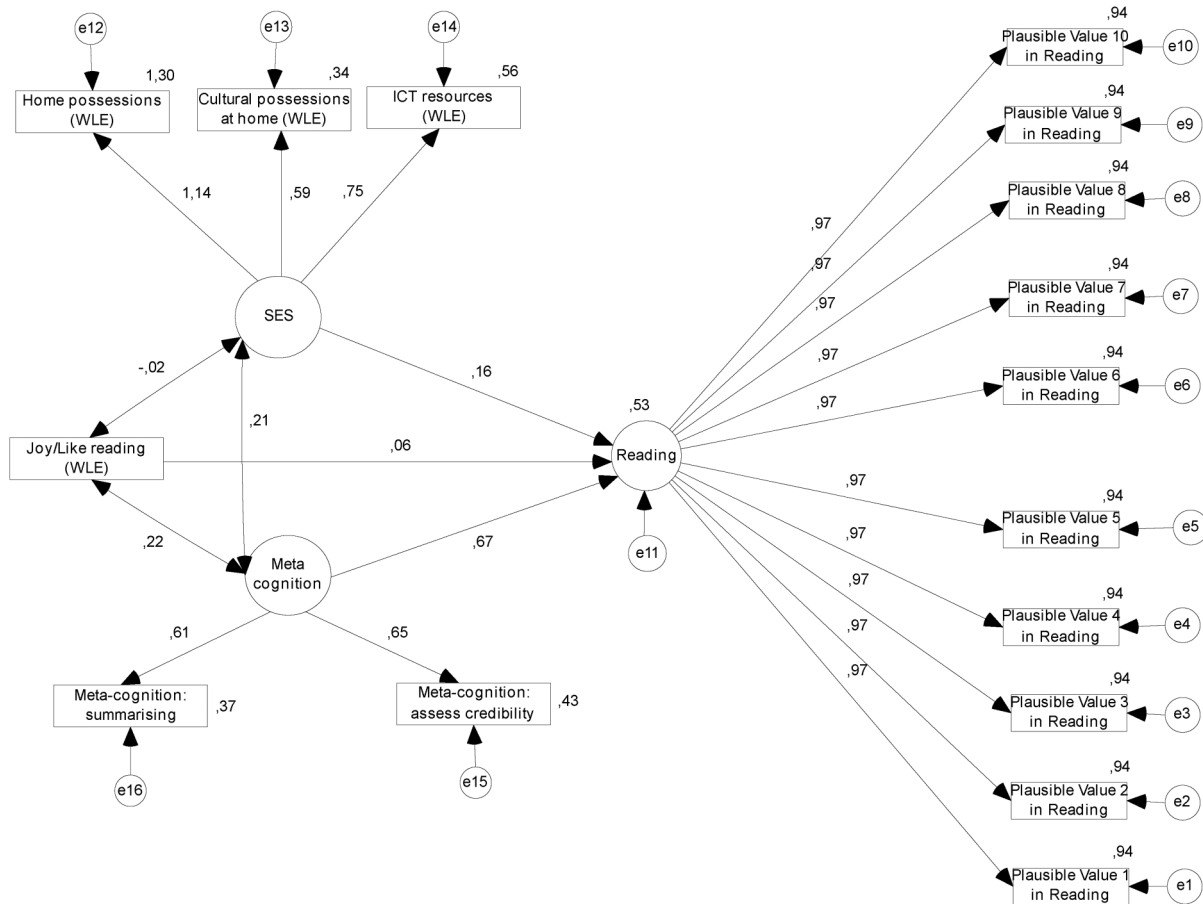 e12
e13
e14
1,30
,34
,56
Home possessions
(WLE)
Cultural possessions
at home (WLE)
ICT resources
(WLE)
1,14
,59
,75
SES
-,02
,21
,16
Joy/Like reading
(WLE)
,06
,22
Meta
cognition
,67
,61
,65
Meta-cognition:
summarising
,37
Meta-cognition:
assess credibility
,43
e16
e15
,53
Reading
e11
,97
,97
,97
,97
,97
,97
,97
,97
,97
,97
,94
Plausible Value 10
in Reading
e10
,94
Plausible Value 9
in Reading
e9
,94
Plausible Value 8
in Reading
e8
,94
Plausible Value 7
in Reading
e7
,94
Plausible Value 6
in Reading
e6
,94
Plausible Value 5
in Reading
e5
,94
Plausible Value 4
in Reading
e4
,94
Plausible Value 3
in Reading
e3
,94
Plausible Value 2
in Reading
e2
,94
Plausible Value 1
in Reading
e1